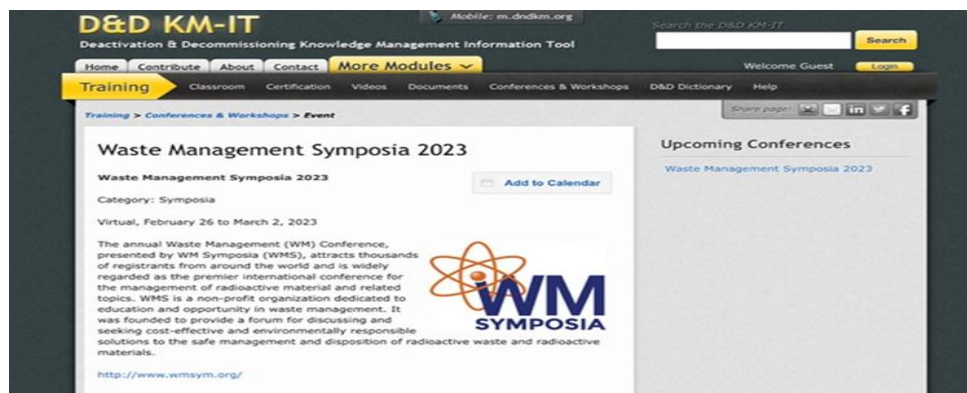 D&D KM-IT
Mobile: m.dndkm.org
Search the D&D KM-IT
Deactivation & Decommissioning Knowledge Management Information Tool
Search
Home Contribute About Contact More Modules
Welcome Guest Login
Training Classroom Certification Videos Documents Conferences & Workshops D&D Dictionary Help
Share page: in
Training > Conferences & Workshops > Event
Waste Management Symposia 2023
Waste Management Symposia 2023
Add to Calendar
Category: Symposia
Virtual, February 26 to March 2, 2023
The annual Waste Management (WM) Conference,
presented by WM Symposia (WMS), attracts thousands
of registrants from around the world and is widely
regarded as the premier international conference for
the management of radioactive material and related
topics. WMS is a non-profit organization dedicated to
education and opportunity in waste management. It
was founded to provide a forum for discussing and
seeking cost-effective and environmentally responsible
solutions to the safe management and disposition of radioactive waste and radioactive
materials.
WM
SYMPOSIA
http://www.wmsym.org/
Upcoming Conferences
Waste Management Symposia 2023